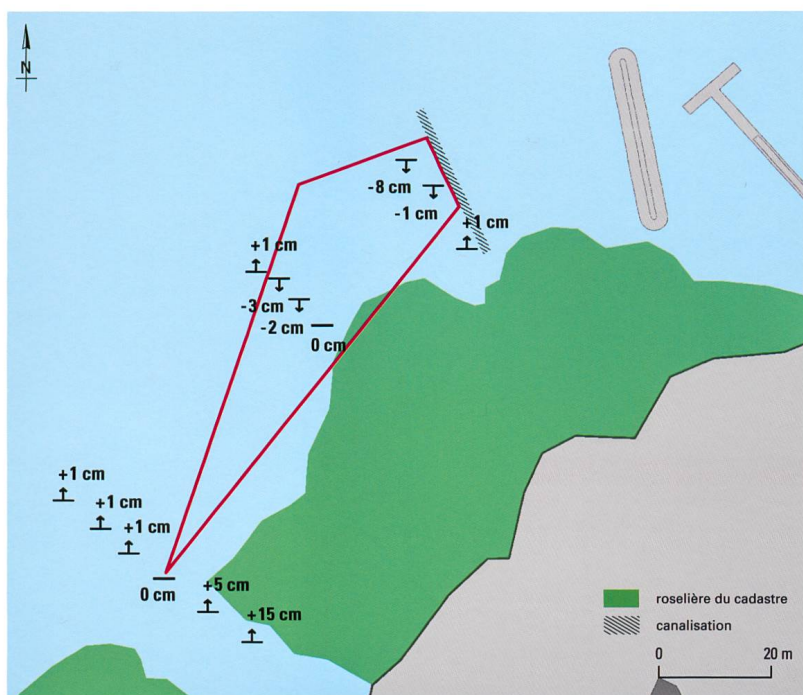 N
-8 cm
-1 cm
+1 cm
+1 cm
-3 cm
-2 cm
0 cm
+1 cm
+1 cm
+1 cm
0 cm
+5 cm
+15 cm
roselière du cadastre
canalisation
0 20 m